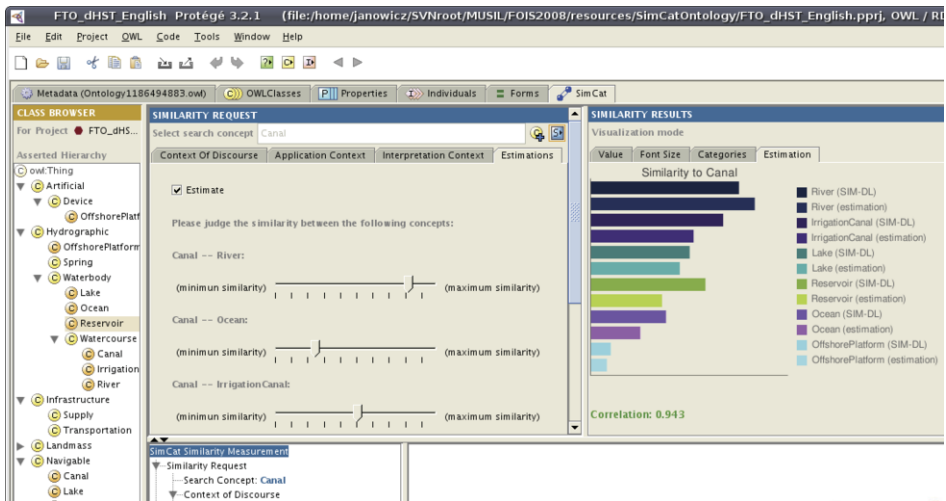 FTO_dHST_English Protégé 3.2.1 (file:/home/janowicz/SVNroot/MUSIL/FOIS2008/resources/SimCatOntology/FTO_dHST_English.pprj, OWL / RD
File Edit Project OWL Code Tools Window Help
Metadata (Ontology1186494883.owl) OWLClasses Properties Individuals Forms SimCat
CLASS BROWSER
For Project FTO_dHS...
Asserted Hierarchy
owl:Thing
Artificial
Device
OffshorePlatf
Hydrographic
OffshorePlatform
Spring
Waterbody
Lake
Ocean
Reservoir
Watercourse
Canal
Irrigation
River
Infrastructure
Supply
Transportation
Landmass
Navigable
Canal
Lake
SIMILARITY REQUEST
Select search concept Canal
Context Of Discourse Application Context Interpretation Context Estimations
Estimate
Please judge the similarity between the following concepts:
Canal -- River:
(minimun similarity) (maximum similarity)
Canal -- Ocean:
(minimun similarity) (maximum similarity)
Canal -- IrrigationCanal:
(minimun similarity) (maximum similarity)
SimCat Similarity Measurement
Similarity Request
Search Concept: Canal
Context of Discourse
SIMILARITY RESULTS
Visualization mode
Value Font Size Categories Estimation
Similarity to Canal
River (SIM-DL)
River (estimation)
IrrigationCanal (SIM-DL)
IrrigationCanal (estimation)
Lake (SIM-DL)
Lake (estimation)
Reservoir (SIM-DL)
Reservoir (estimation)
Ocean (SIM-DL)
Ocean (estimation)
OffshorePlatform (SIM-DL)
OffshorePlatform (estimation)
Correlation: 0.943